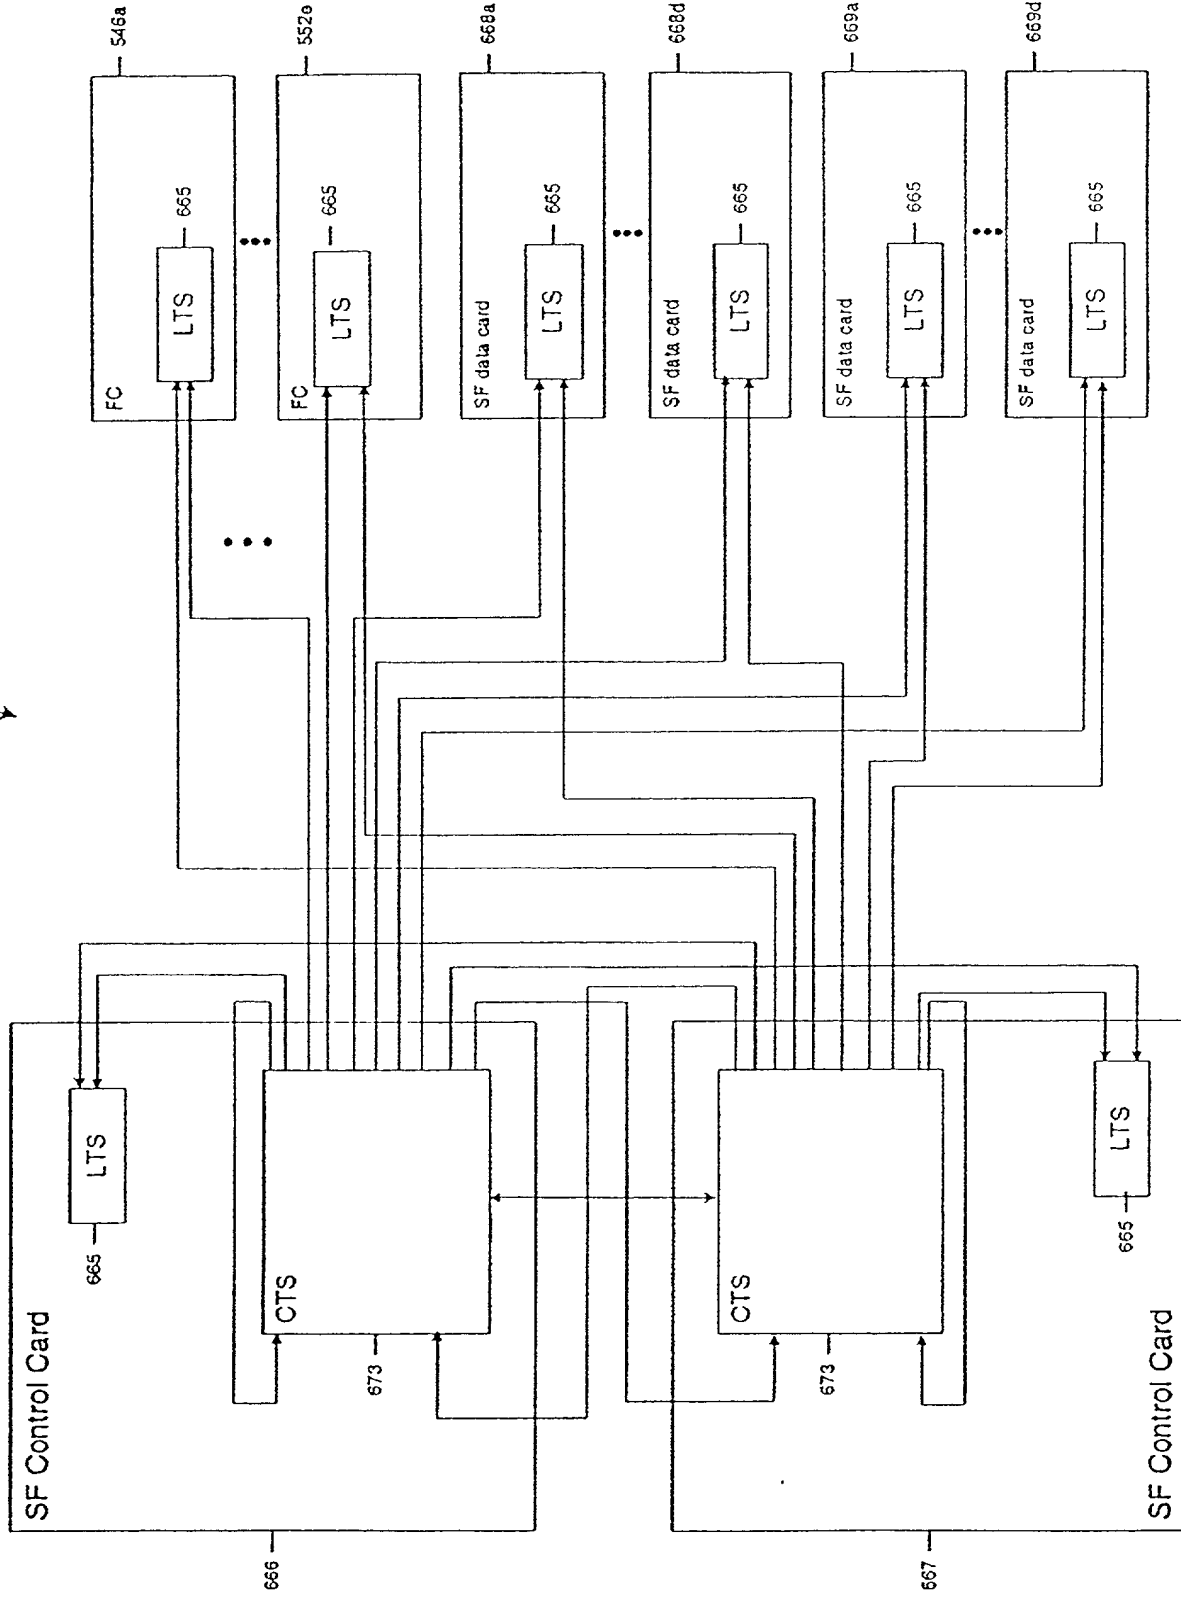 SF Control Card
666
LTS
665
CTS
673
SF Control Card
667
CTS
673
LTS
665
FC
LTS
665
546a
FC
LTS
665
552e
SF data card
LTS
665
668a
SF data card
LTS
665
668d
SF data card
LTS
665
669a
SF data card
LTS
665
669d